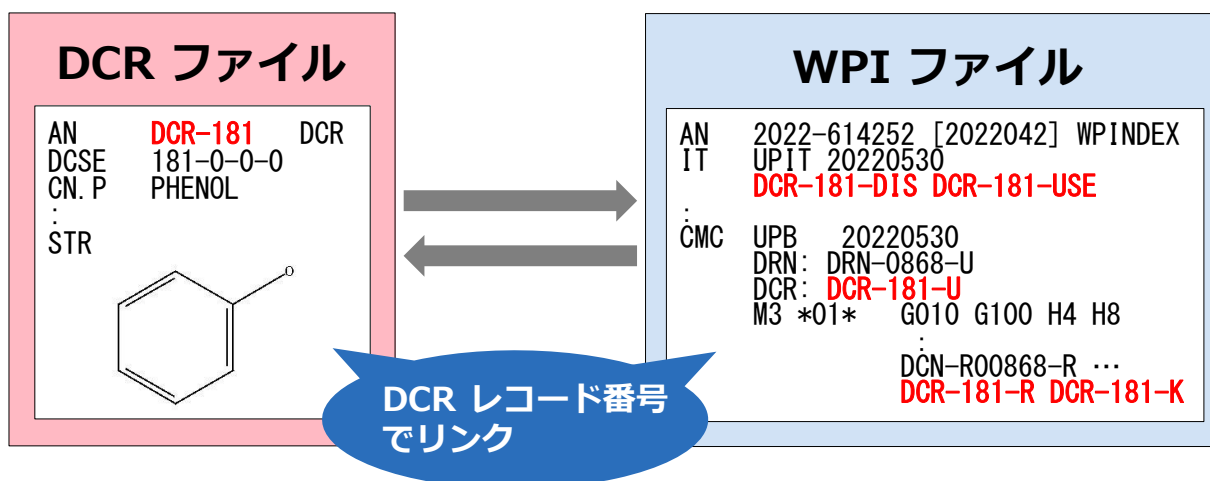 DCR ファイル
AN DCR-181 DCR
DCSE 181-0-0-0
CN.P PHENOL
:
STR
O
WPI ファイル
AN 2022-614252 [2022042] WPINDEX
IT UPIT 20220530
DCR-181-DIS DCR-181-USE
:
CMC UPB 20220530
DRN: DRN-0868-U
DCR: DCR-181-U
M3 *01* G010 G100 H4 H8
:
DCN-R00868-R …
DCR-181-R DCR-181-K
DCR レコード番号
でリンク